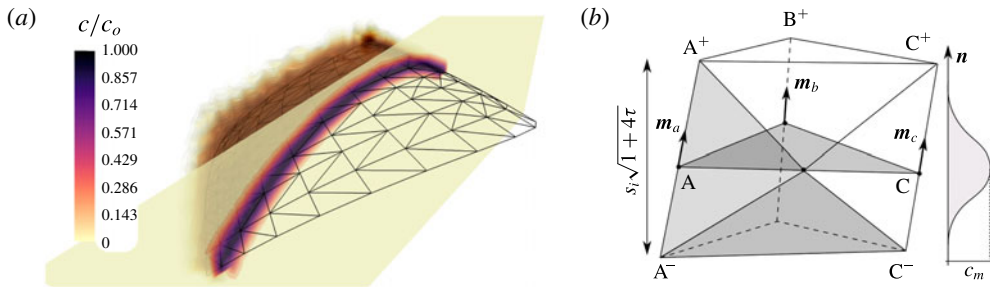 (a)
c/c_o
1.000
0.857
0.714
0.571
0.429
0.286
0.143
0
(b)
B⁺
A⁺
C⁺
n
m_b
m_a
m_c
s_i√1 + 4τ
A
C
A⁻
C⁻
c_m